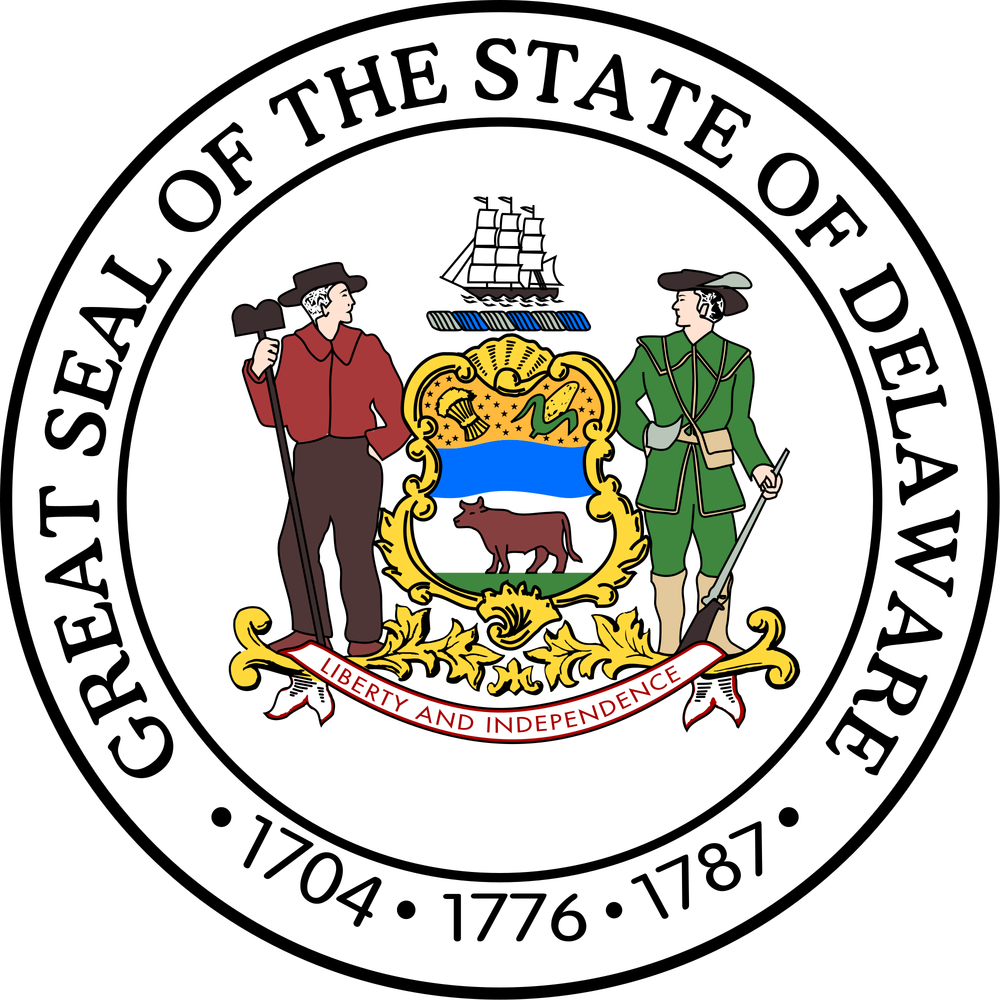 GREAT SEAL OF THE STATE OF DELAWARE
LIBERTY AND INDEPENDENCE
• 1704 • 1776 • 1787 •